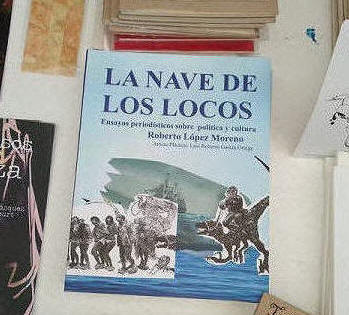 LA NAVE DE
LOS LOCOS
Ensayos periodísticos sobre política y cultura
Roberto López Moreno